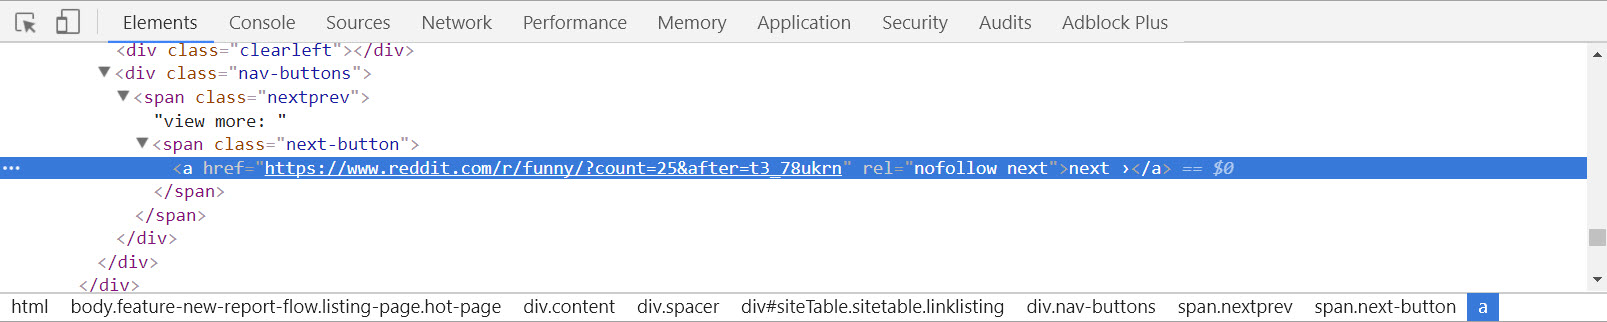 Elements Console Sources Network Performance Memory Application Security Audits Adblock Plus
<div class="clearleft"></div>
▼<div class="nav-buttons">
▼<span class="nextprev">
"view more: "
▼<span class="next-button">
… <a href="https://www.reddit.com/r/funny/?count=25&after=t3_78ukrn" rel="nofollow next">next ›</a> == $0
</span>
</span>
</div>
</div>
</div>
html body.feature-new-report-flow.listing-page.hot-page div.content div.spacer div#siteTable.sitetable.linklisting div.nav-buttons span.nextprev span.next-button a